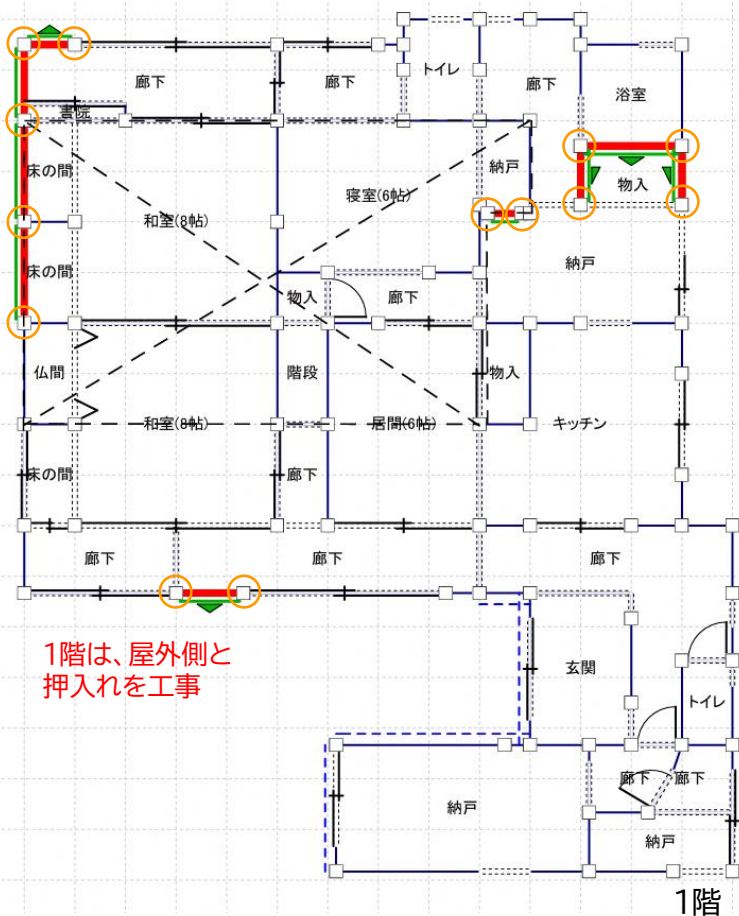 トイレ
廊下
廊下
廊下
浴室
書院
床の間
納戸
物入
寝室(6帖)
和室(8帖)
納戸
床の間
物入
廊下
仏間
階段
物入
和室(8帖)
居間(6帖)
キッチン
床の間
廊下
廊下
廊下
廊下
1階は、屋外側と
押入れを工事
玄関
トイレ
廊下
廊下
納戸
納戸
1階